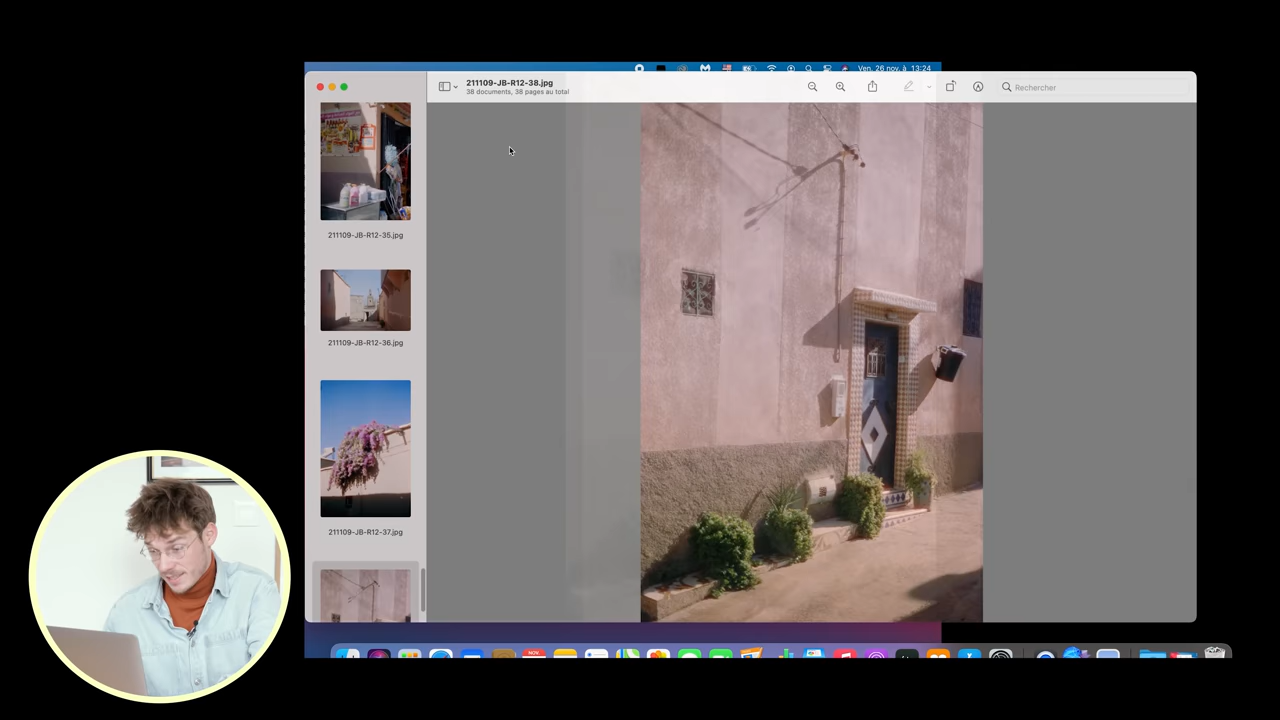 Ven. 26 nov. à 13:24
211109-JB-R12-38.jpg
38 documents, 38 pages au total
Rechercher
211109-JB-R12-35.jpg
211109-JB-R12-36.jpg
211109-JB-R12-37.jpg
NOV.